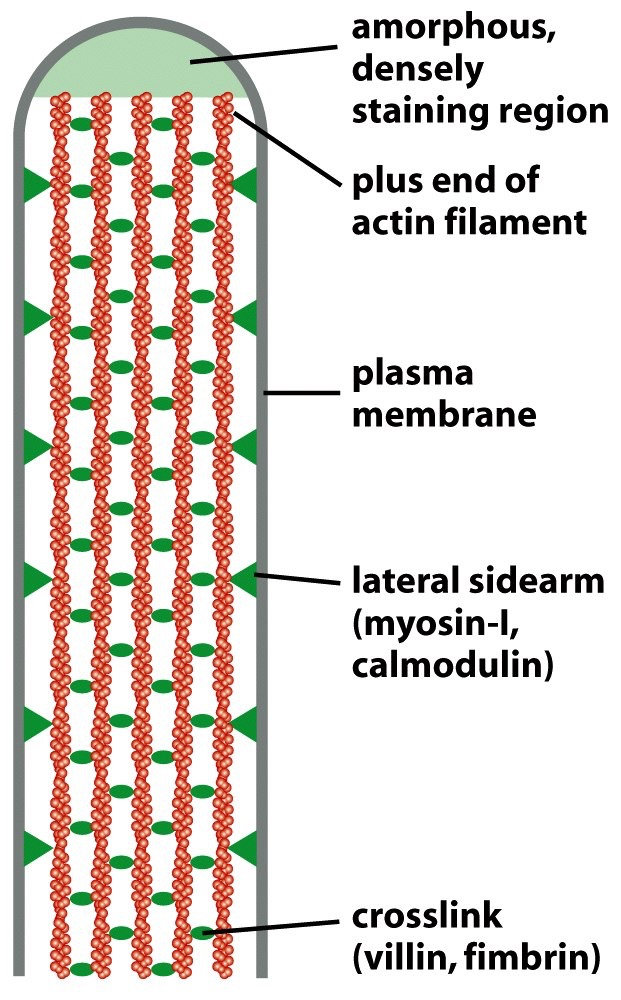 amorphous,
densely
staining region
plus end of
actin filament
plasma
membrane
lateral sidearm
(myosin-I,
calmodulin)
crosslink
(villin, fimbrin)